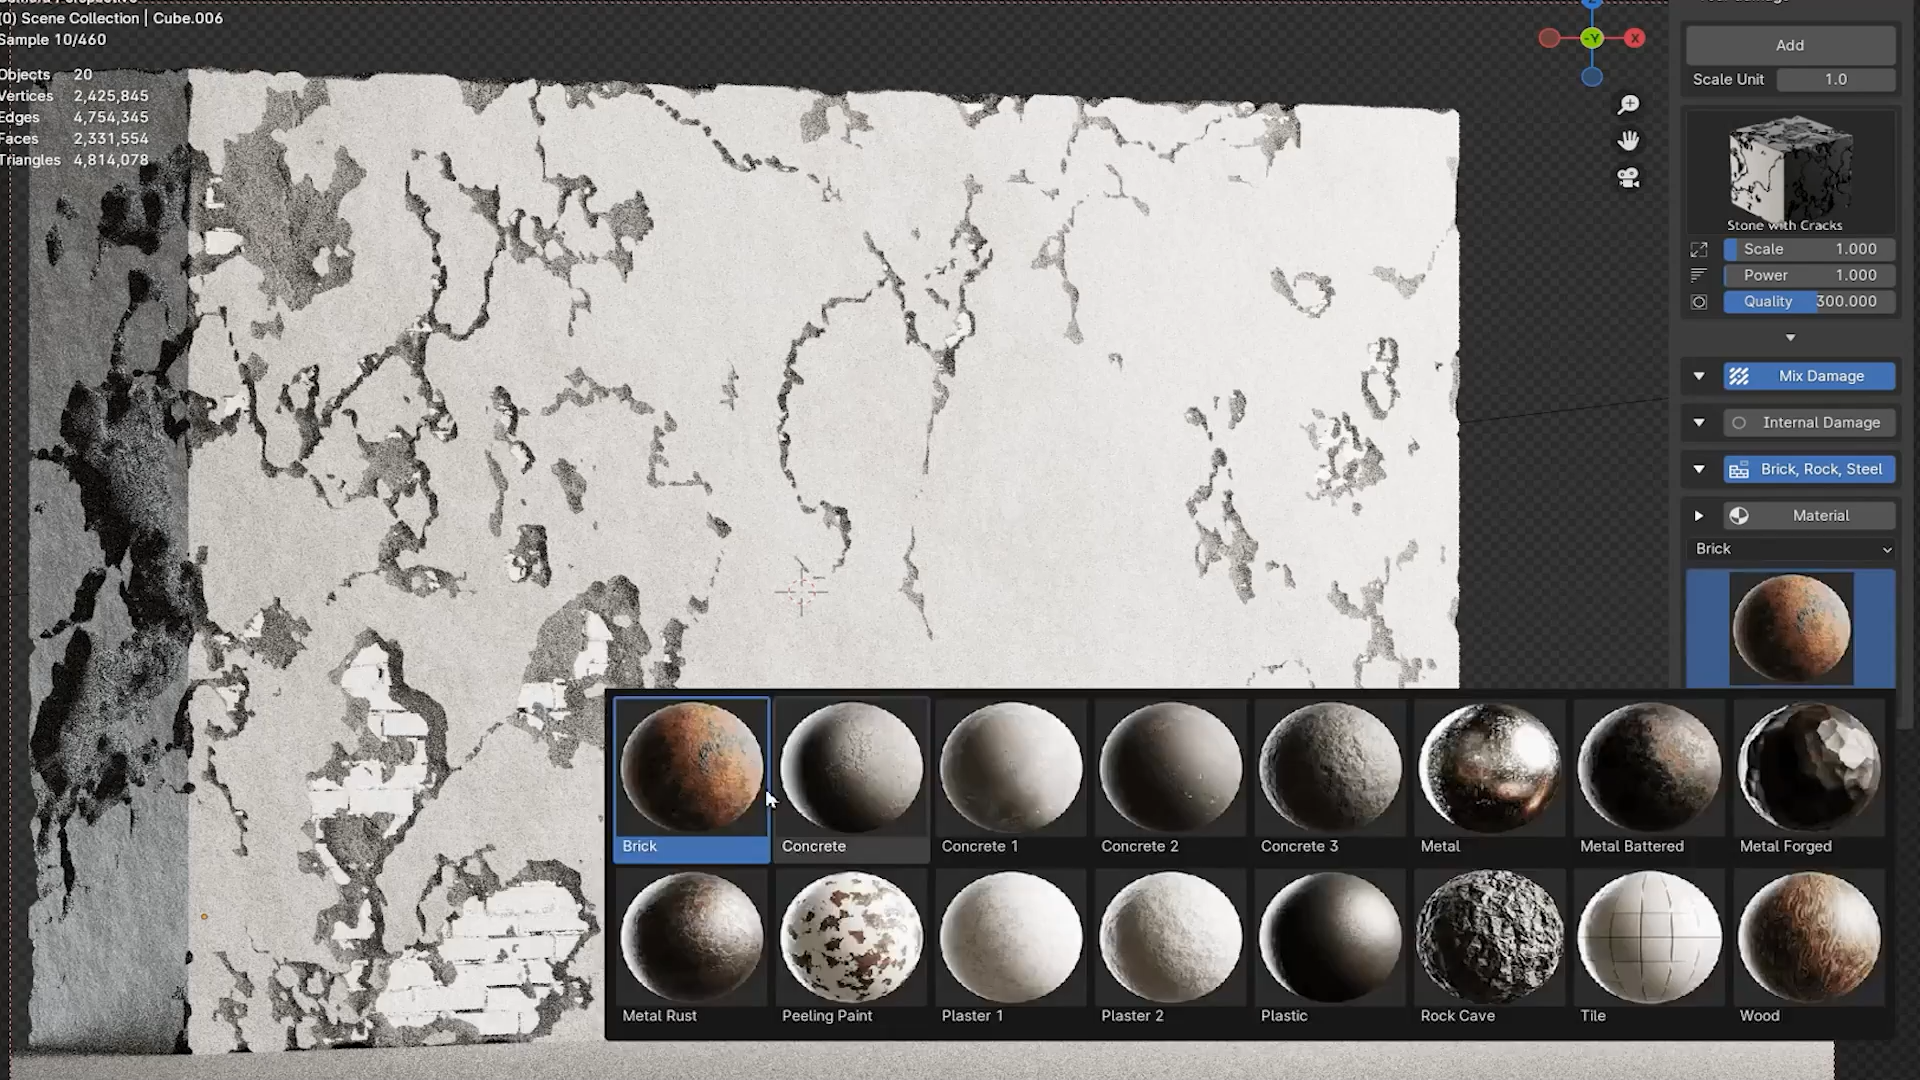 (0) Scene Collection | Cube.006
Sample 10/460
Objects 20
Vertices 2,425,845
Edges 4,754,345
Faces 2,331,554
Triangles 4,814,078
-Y
X
Add
Scale Unit 1.0
Stone with Cracks
Scale 1.000
Power 1.000
Quality 300.000
Mix Damage
Internal Damage
Brick, Rock, Steel
Material
Brick
Brick
Concrete
Concrete 1
Concrete 2
Concrete 3
Metal
Metal Battered
Metal Forged
Metal Rust
Peeling Paint
Plaster 1
Plaster 2
Plastic
Rock Cave
Tile
Wood